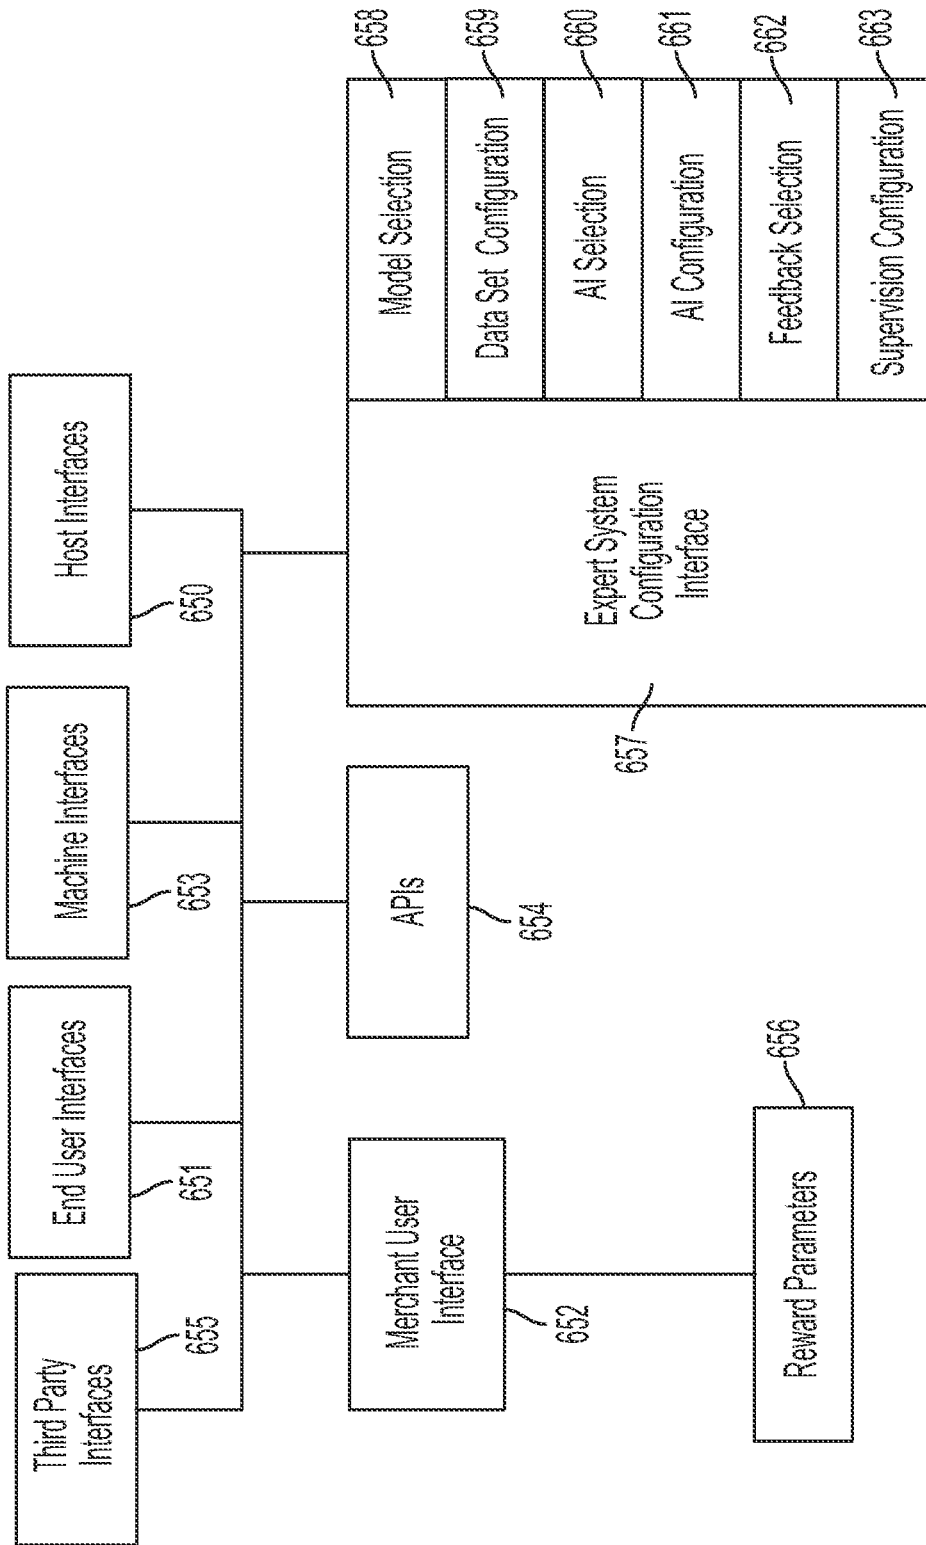 Third Party
Interfaces
655
End User Interfaces
651
Machine Interfaces
653
Host Interfaces
650
Merchant User
Interface
652
APIs
654
Reward Parameters
656
Expert System
Configuration
Interface
657
Model Selection
658
Data Set Configuration
659
AI Selection
660
AI Configuration
661
Feedback Selection
662
Supervision Configuration
663